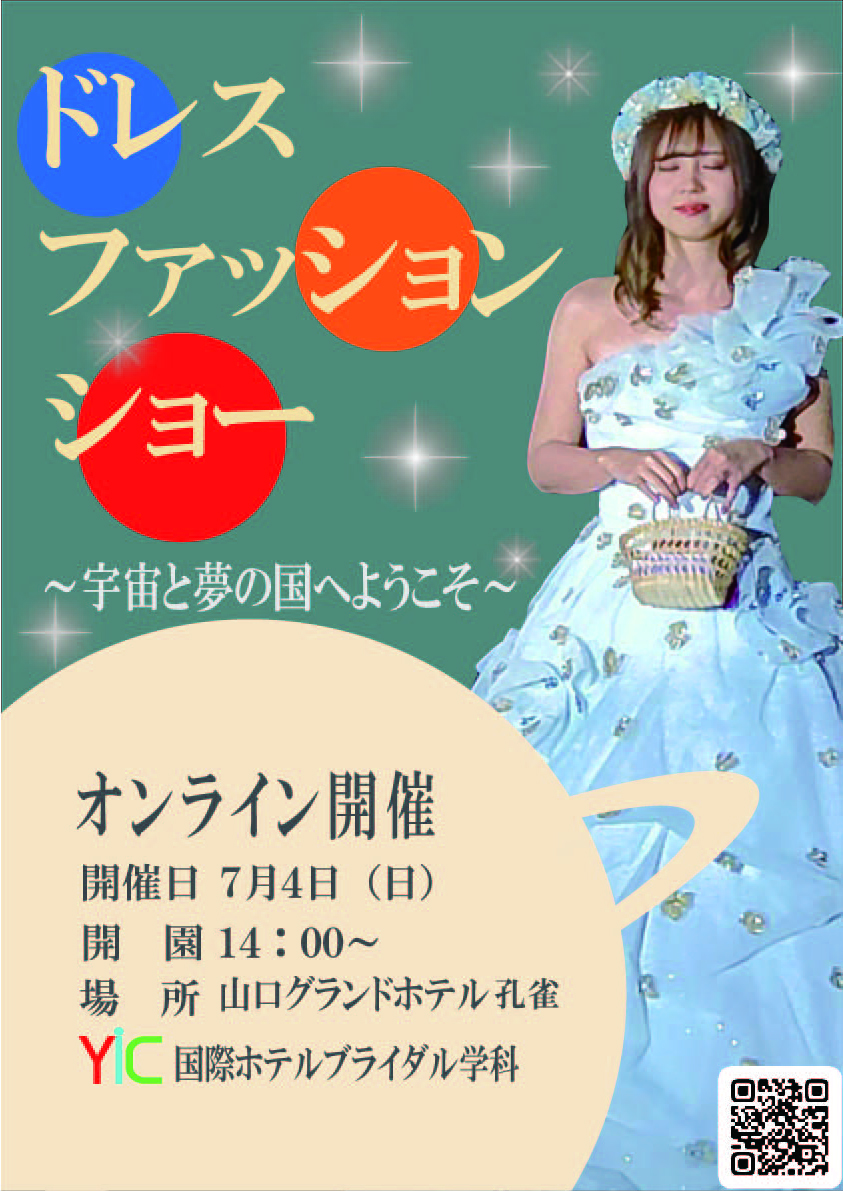 ドレス
ファッション
ショー
～宇宙と夢の国へようこそ～
オンライン開催
開催日 7月4日（日）
開　園 14：00～
場　所 山口グランドホテル孔雀
YiC 国際ホテルブライダル学科